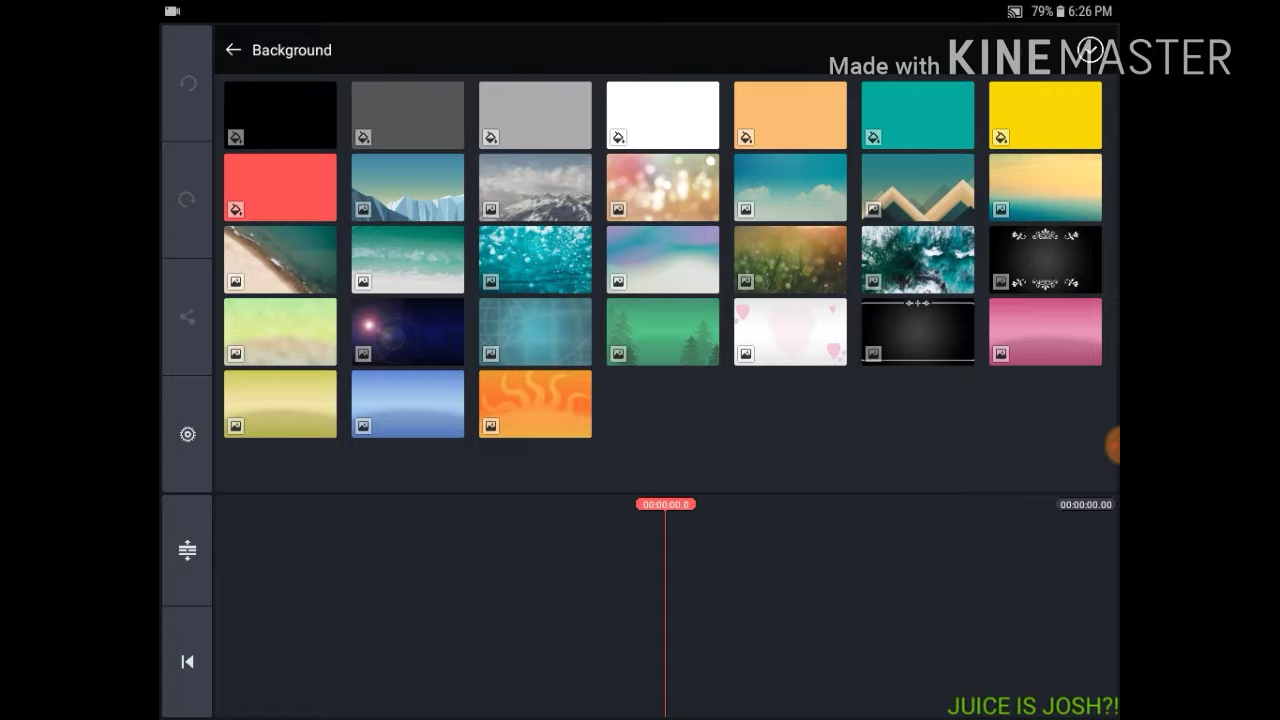 79% 6:26 PM
Background
Made with KINEMASTER
00:00:00.0
00:00:00.00
JUICE IS JOSH?!